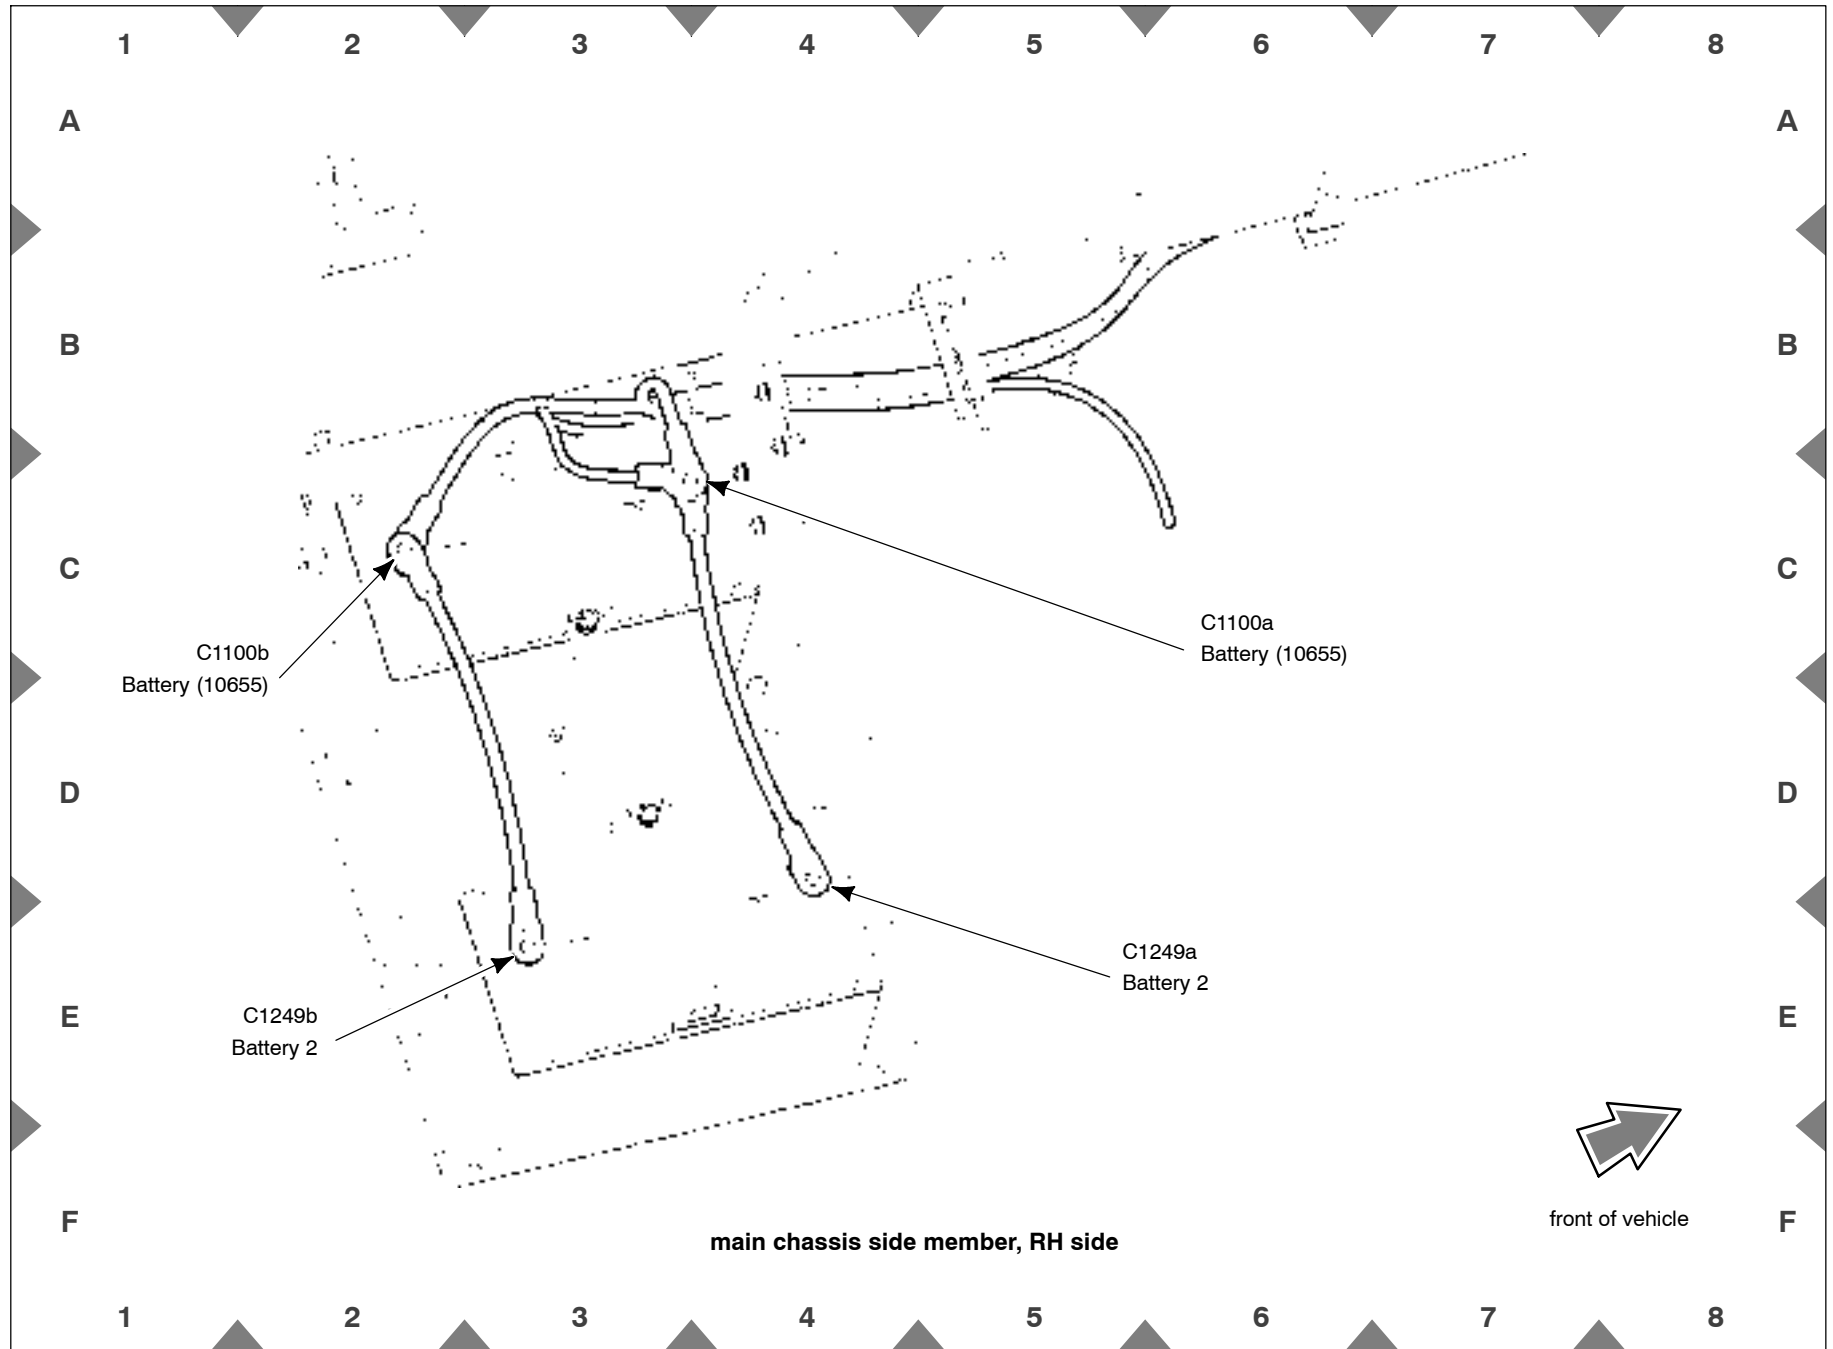 1 2 3 4 5 6 7 8
A A
B B
C C
C1100a
Battery (10655)
C1100b
Battery (10655)
D D
C1249a
Battery 2
C1249b
Battery 2
E E
front of vehicle
F F
main chassis side member, RH side
1 2 3 4 5 6 7 8